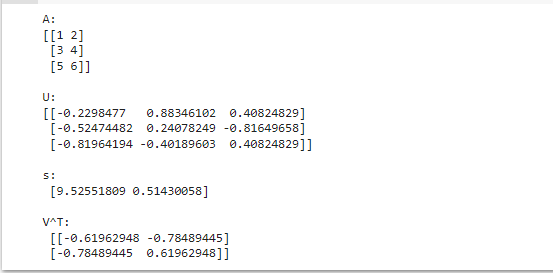 A:
[[1 2]
[3 4]
[5 6]]
U:
[[-0.2298477 0.88346102 0.40824829]
[-0.52474482 0.24078249 -0.81649658]
[-0.81964194 -0.40189603 0.40824829]]
s:
[9.52551809 0.51430058]
V^T:
[[-0.61962948 -0.78489445]
[-0.78489445 0.61962948]]